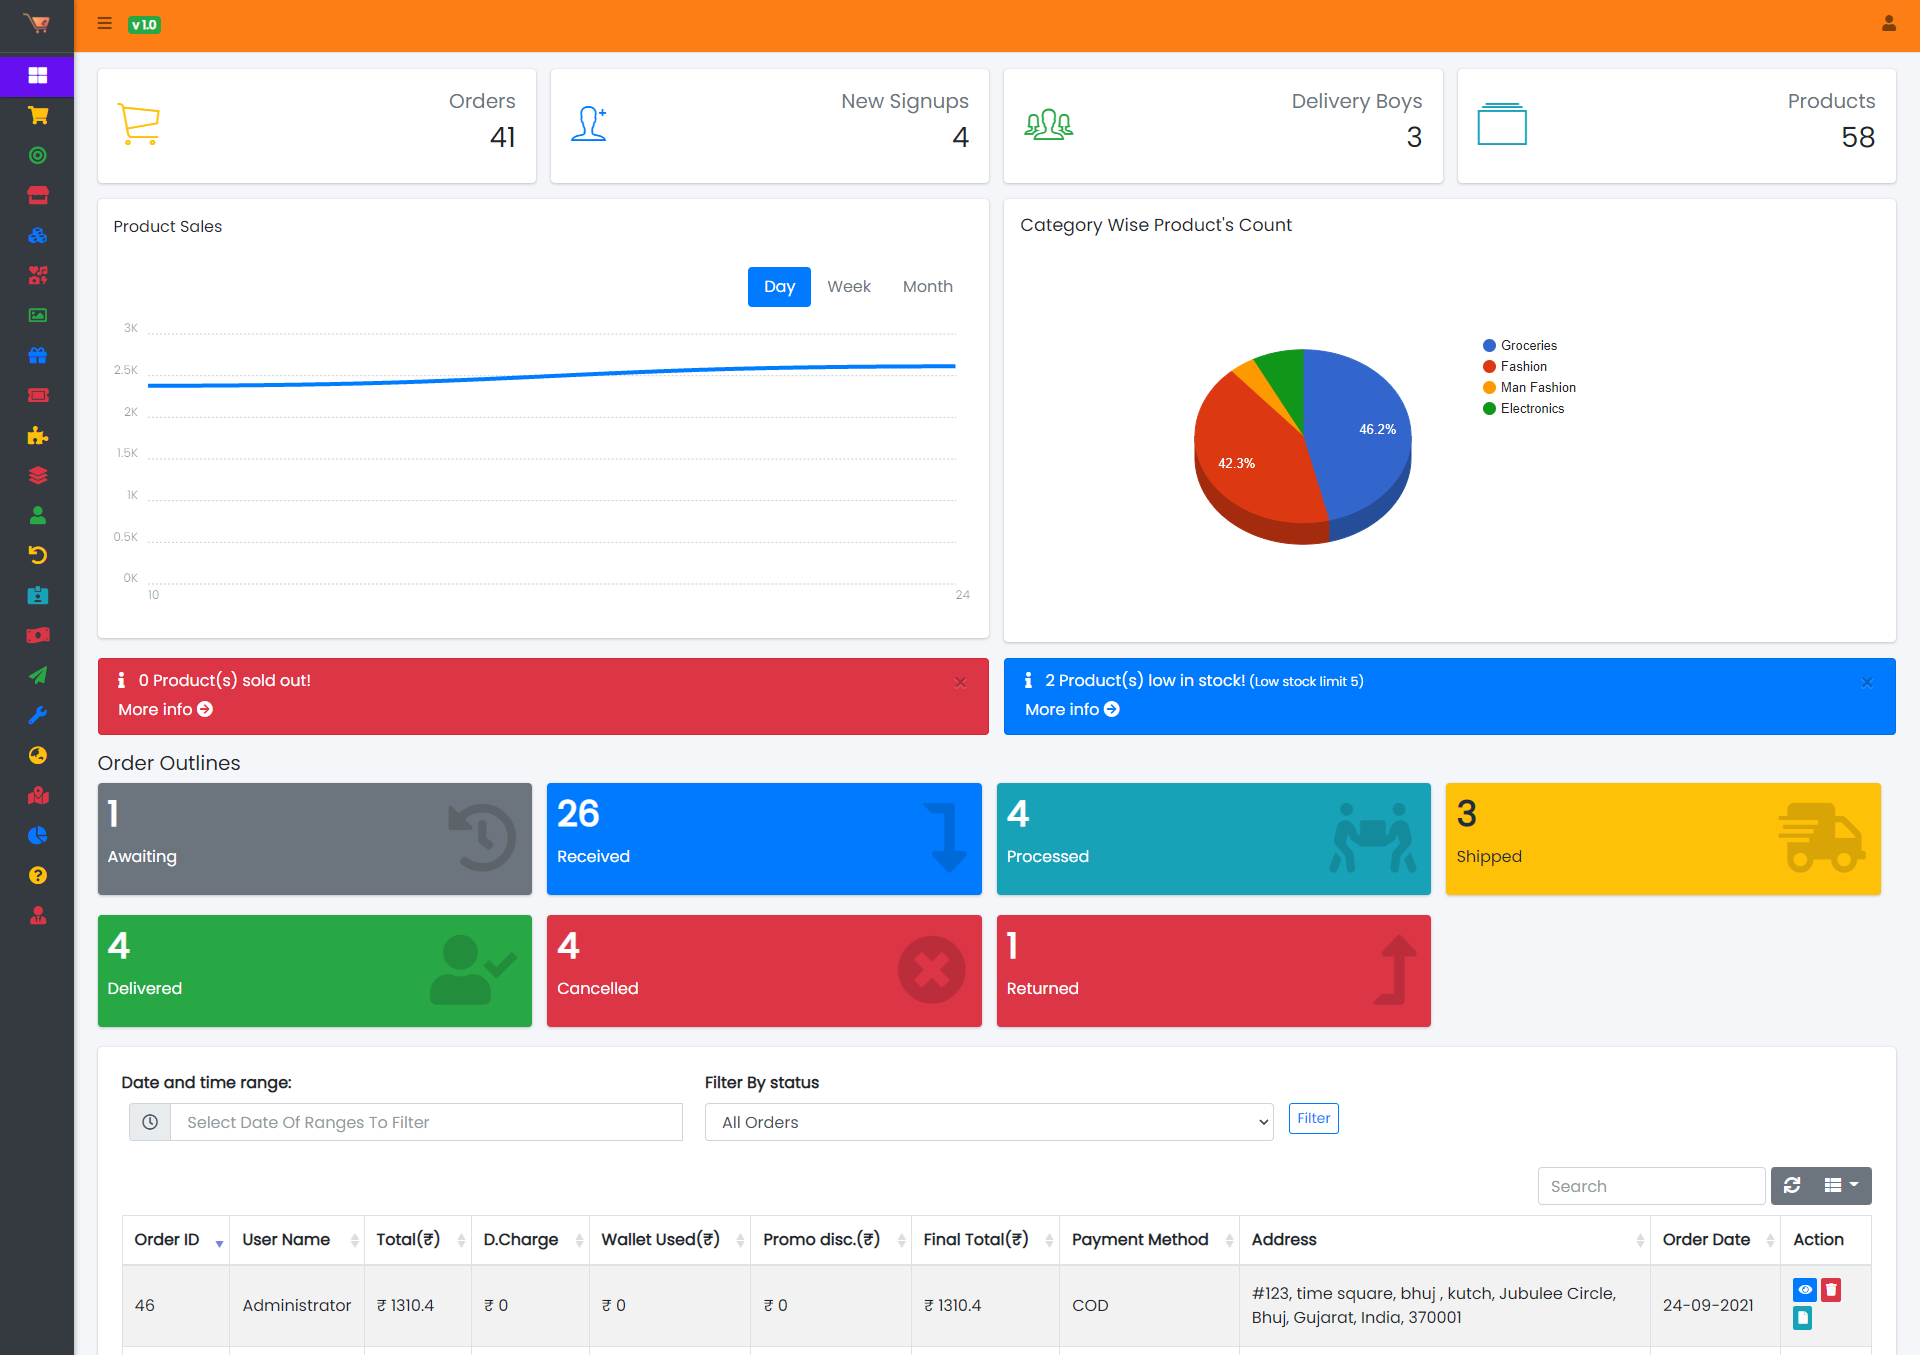 v 1.0
Orders
41
New Signups
4
Delivery Boys
3
Products
58
Product Sales
Day Week Month
3K
2.5K
2K
1.5K
1K
0.5K
0K
10 24
Category Wise Product's Count
Groceries
Fashion
Man Fashion
Electronics
46.2%
42.3%
0 Product(s) sold out!
More info
×
2 Product(s) low in stock! (Low stock limit 5)
More info
×
Order Outlines
1
Awaiting
26
Received
4
Processed
3
Shipped
4
Delivered
4
Cancelled
1
Returned
Date and time range:
Select Date Of Ranges To Filter
Filter By status
All Orders
Filter
Search
Order ID User Name Total(₹) D.Charge Wallet Used(₹) Promo disc.(₹) Final Total(₹) Payment Method Address Order Date Action
46 Administrator ₹ 1310.4 ₹ 0 ₹ 0 ₹ 0 ₹ 1310.4 COD #123, time square, bhuj , kutch, Jubulee Circle, 24-09-2021
Bhuj, Gujarat, India, 370001